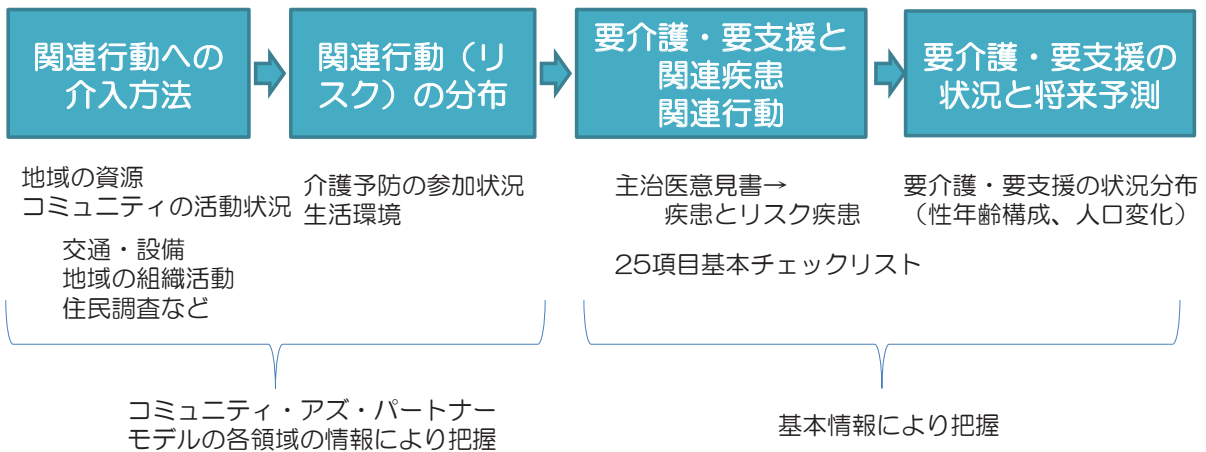 関連行動への
介入方法
関連行動（リ
スク）の分布
要介護・要支援と
関連疾患
関連行動
要介護・要支援の
状況と将来予測
地域の資源
コミュニティの活動状況
交通・設備
地域の組織活動
住民調査など
介護予防の参加状況
生活環境
主治医意見書→
疾患とリスク疾患
25項目基本チェックリスト
要介護・要支援の状況分布
（性年齢構成、人口変化）
コミュニティ・アズ・パートナー
モデルの各領域の情報により把握
基本情報により把握